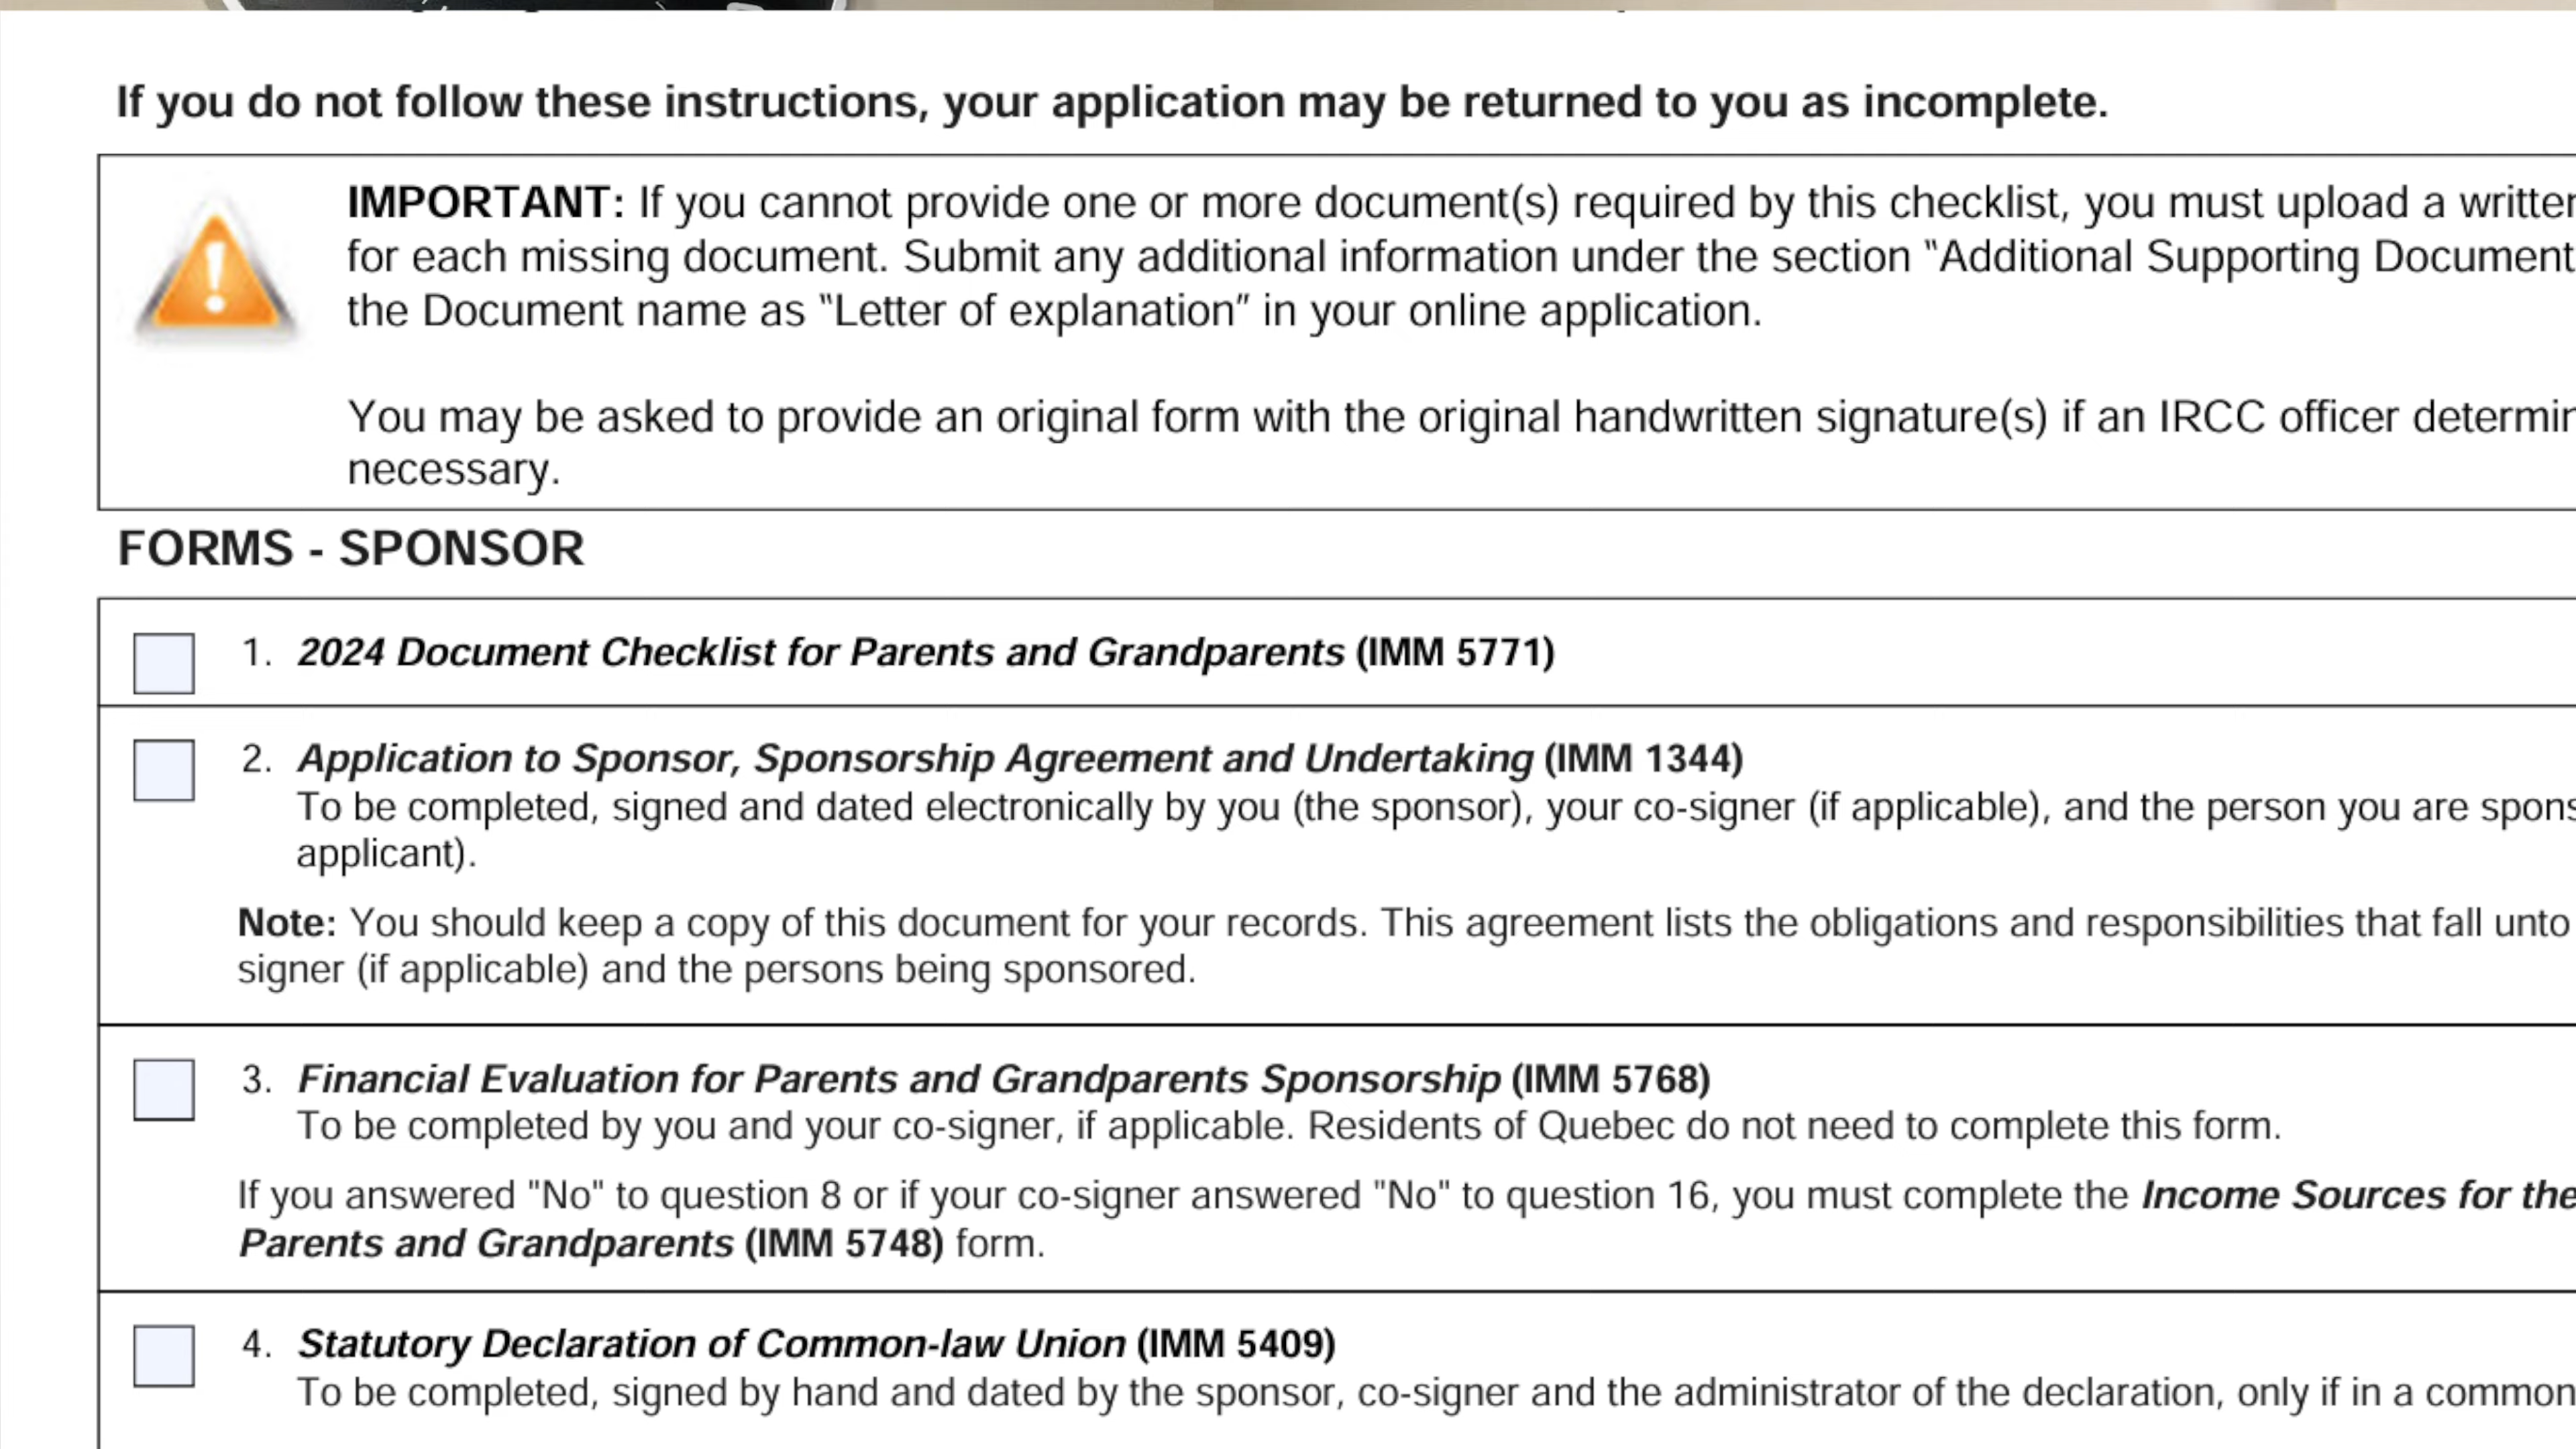 If you do not follow these instructions, your application may be returned to you as incomplete.
IMPORTANT: If you cannot provide one or more document(s) required by this checklist, you must upload a written
for each missing document. Submit any additional information under the section "Additional Supporting Document
the Document name as "Letter of explanation" in your online application.
You may be asked to provide an original form with the original handwritten signature(s) if an IRCC officer determin
necessary.
FORMS - SPONSOR
1. 2024 Document Checklist for Parents and Grandparents (IMM 5771)
2. Application to Sponsor, Sponsorship Agreement and Undertaking (IMM 1344)
To be completed, signed and dated electronically by you (the sponsor), your co-signer (if applicable), and the person you are spons
applicant).
Note: You should keep a copy of this document for your records. This agreement lists the obligations and responsibilities that fall unto
signer (if applicable) and the persons being sponsored.
3. Financial Evaluation for Parents and Grandparents Sponsorship (IMM 5768)
To be completed by you and your co-signer, if applicable. Residents of Quebec do not need to complete this form.
If you answered "No" to question 8 or if your co-signer answered "No" to question 16, you must complete the Income Sources for the
Parents and Grandparents (IMM 5748) form.
4. Statutory Declaration of Common-law Union (IMM 5409)
To be completed, signed by hand and dated by the sponsor, co-signer and the administrator of the declaration, only if in a common